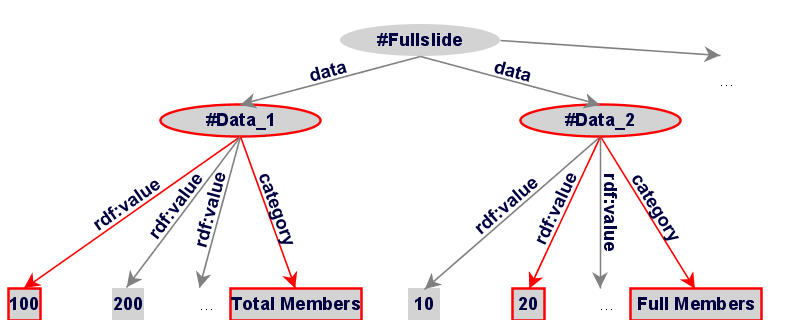 #Fullslide
data
data
...
#Data_1
#Data_2
rdf:value
rdf:value
rdf:value
category
rdf:value
rdf:value
rdf:value
category
100
200
...
Total Members
10
20
...
Full Members